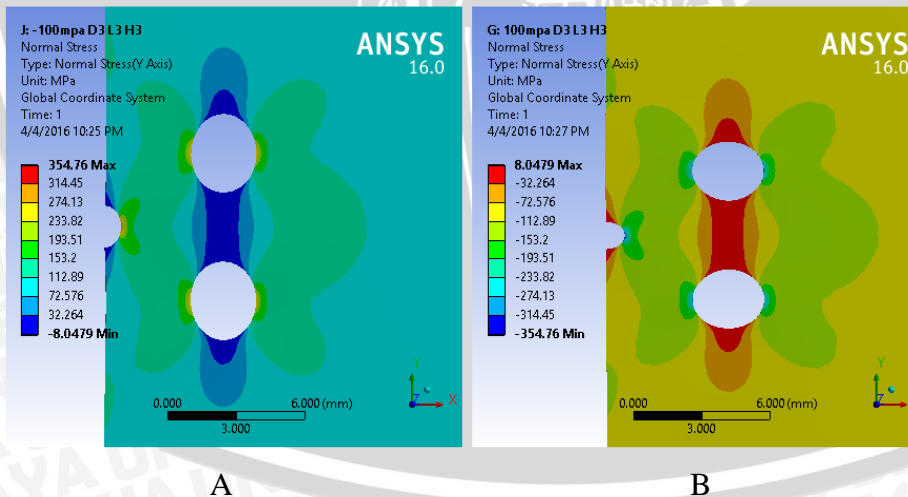 J: -100mpa D3 L3 H3
Normal Stress
Type: Normal Stress(Y Axis)
Unit: MPa
Global Coordinate System
Time: 1
4/4/2016 10:25 PM
ANSYS
16.0
354.76 Max
314.45
274.13
233.82
193.51
153.2
112.89
72.576
32.264
-8.0479 Min
0.000
6.000 (mm)
3.000
Y
X
Z
G: 100mpa D3 L3 H3
Normal Stress
Type: Normal Stress(Y Axis)
Unit: MPa
Global Coordinate System
Time: 1
4/4/2016 10:27 PM
ANSYS
16.0
8.0479 Max
-32.264
-72.576
-112.89
-153.2
-193.51
-233.82
-274.13
-314.45
-354.76 Min
0.000
6.000 (mm)
3.000
Y
X
Z
A
B